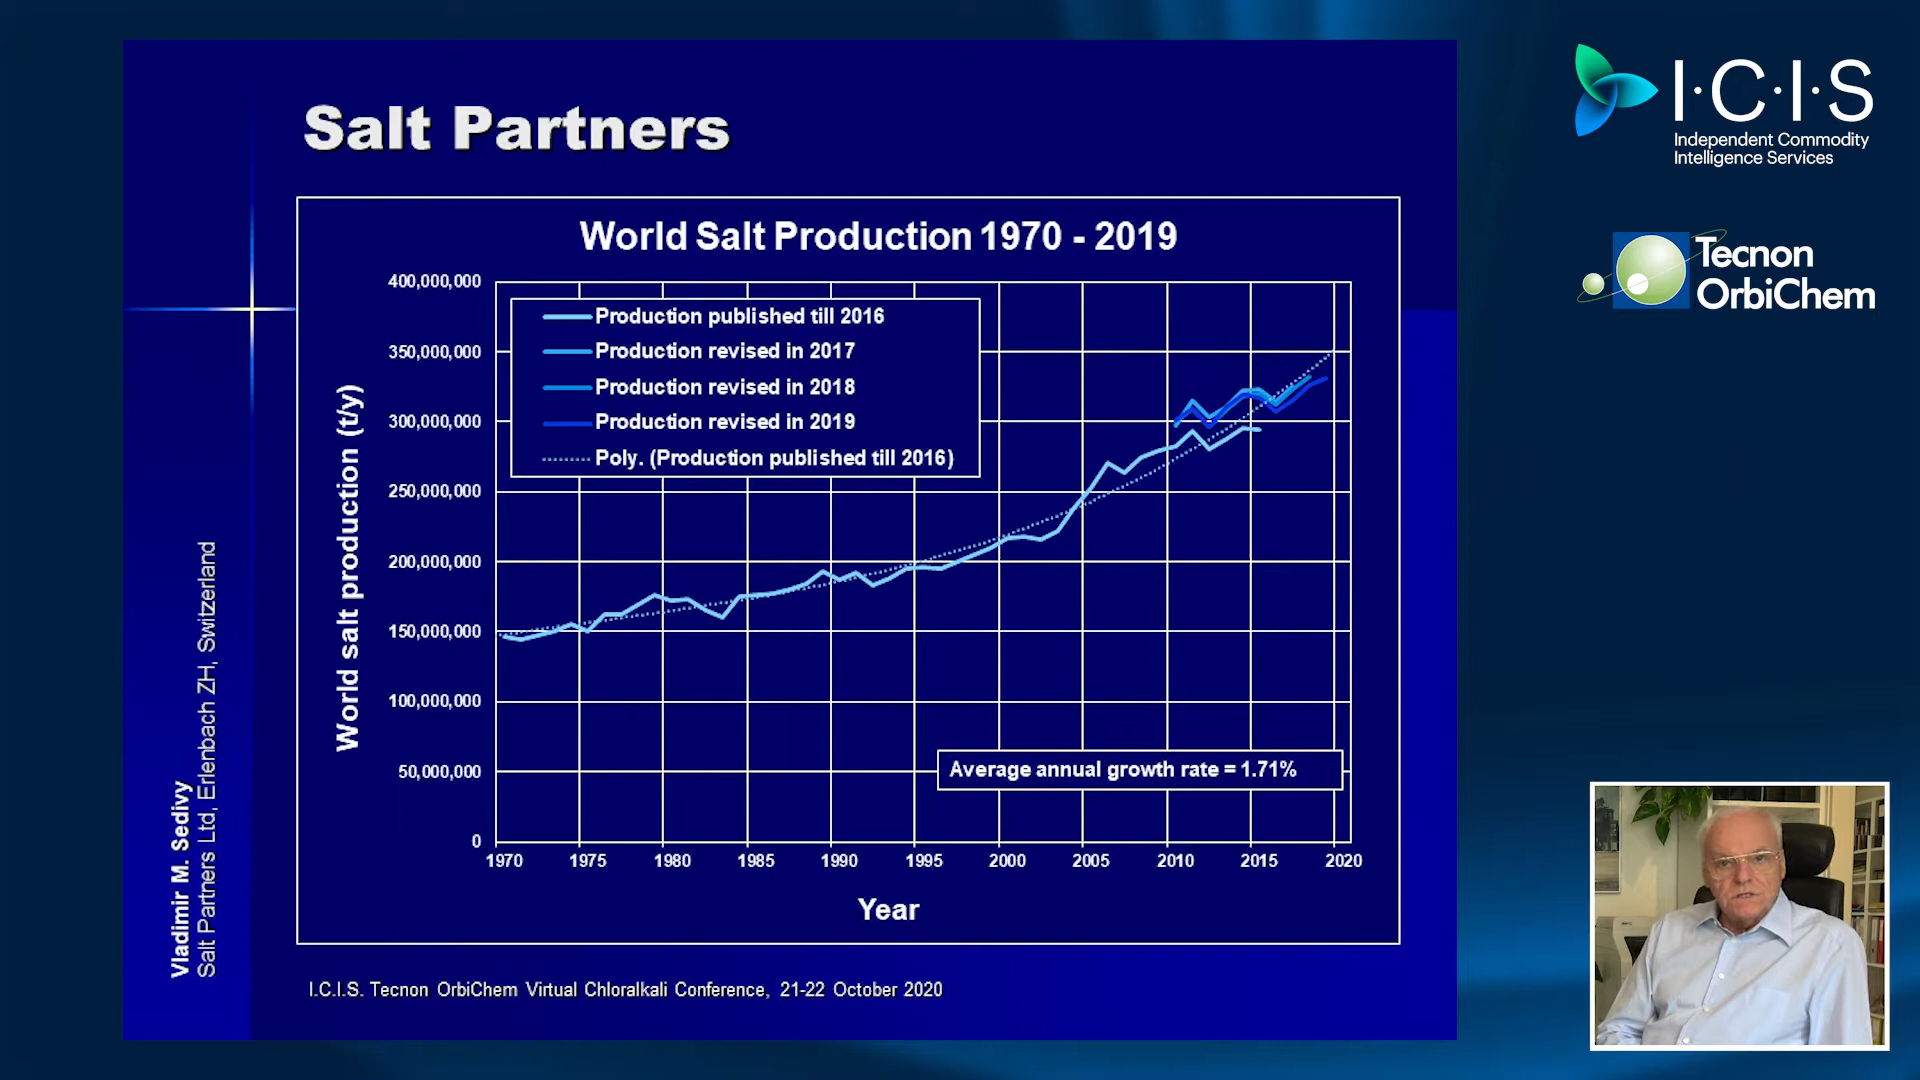 Salt Partners
World Salt Production 1970 - 2019
400,000,000
350,000,000
300,000,000
250,000,000
200,000,000
150,000,000
100,000,000
50,000,000
0
World salt production (t/y)
Production published till 2016
Production revised in 2017
Production revised in 2018
Production revised in 2019
Poly. (Production published till 2016)
Average annual growth rate = 1.71%
1970 1975 1980 1985 1990 1995 2000 2005 2010 2015 2020
Year
Vladimir M. Sedivy
Salt Partners Ltd, Erlenbach ZH, Switzerland
I.C.I.S. Tecnon OrbiChem Virtual Chloralkali Conference, 21-22 October 2020
I·C·I·S
Independent Commodity
Intelligence Services
Tecnon
OrbiChem